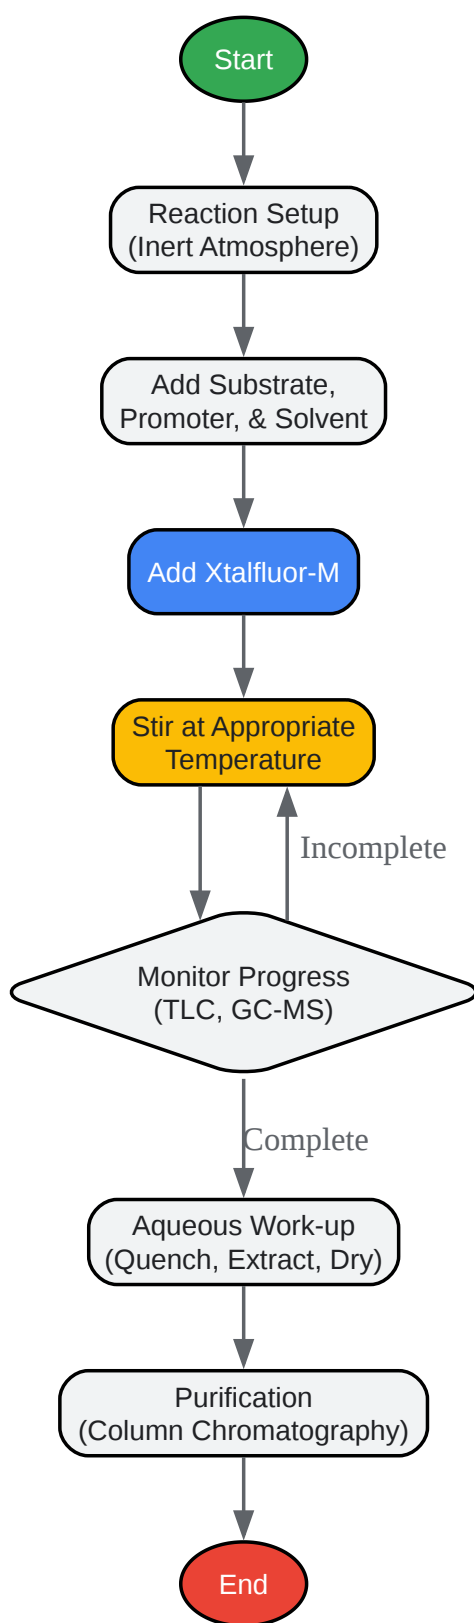 Start
Reaction Setup
(Inert Atmosphere)
Add Substrate,
Promoter, & Solvent
Add Xtalfluor-M
Stir at Appropriate
Temperature
Incomplete
Monitor Progress
(TLC, GC-MS)
Complete
Aqueous Work-up
(Quench, Extract, Dry)
Purification
(Column Chromatography)
End